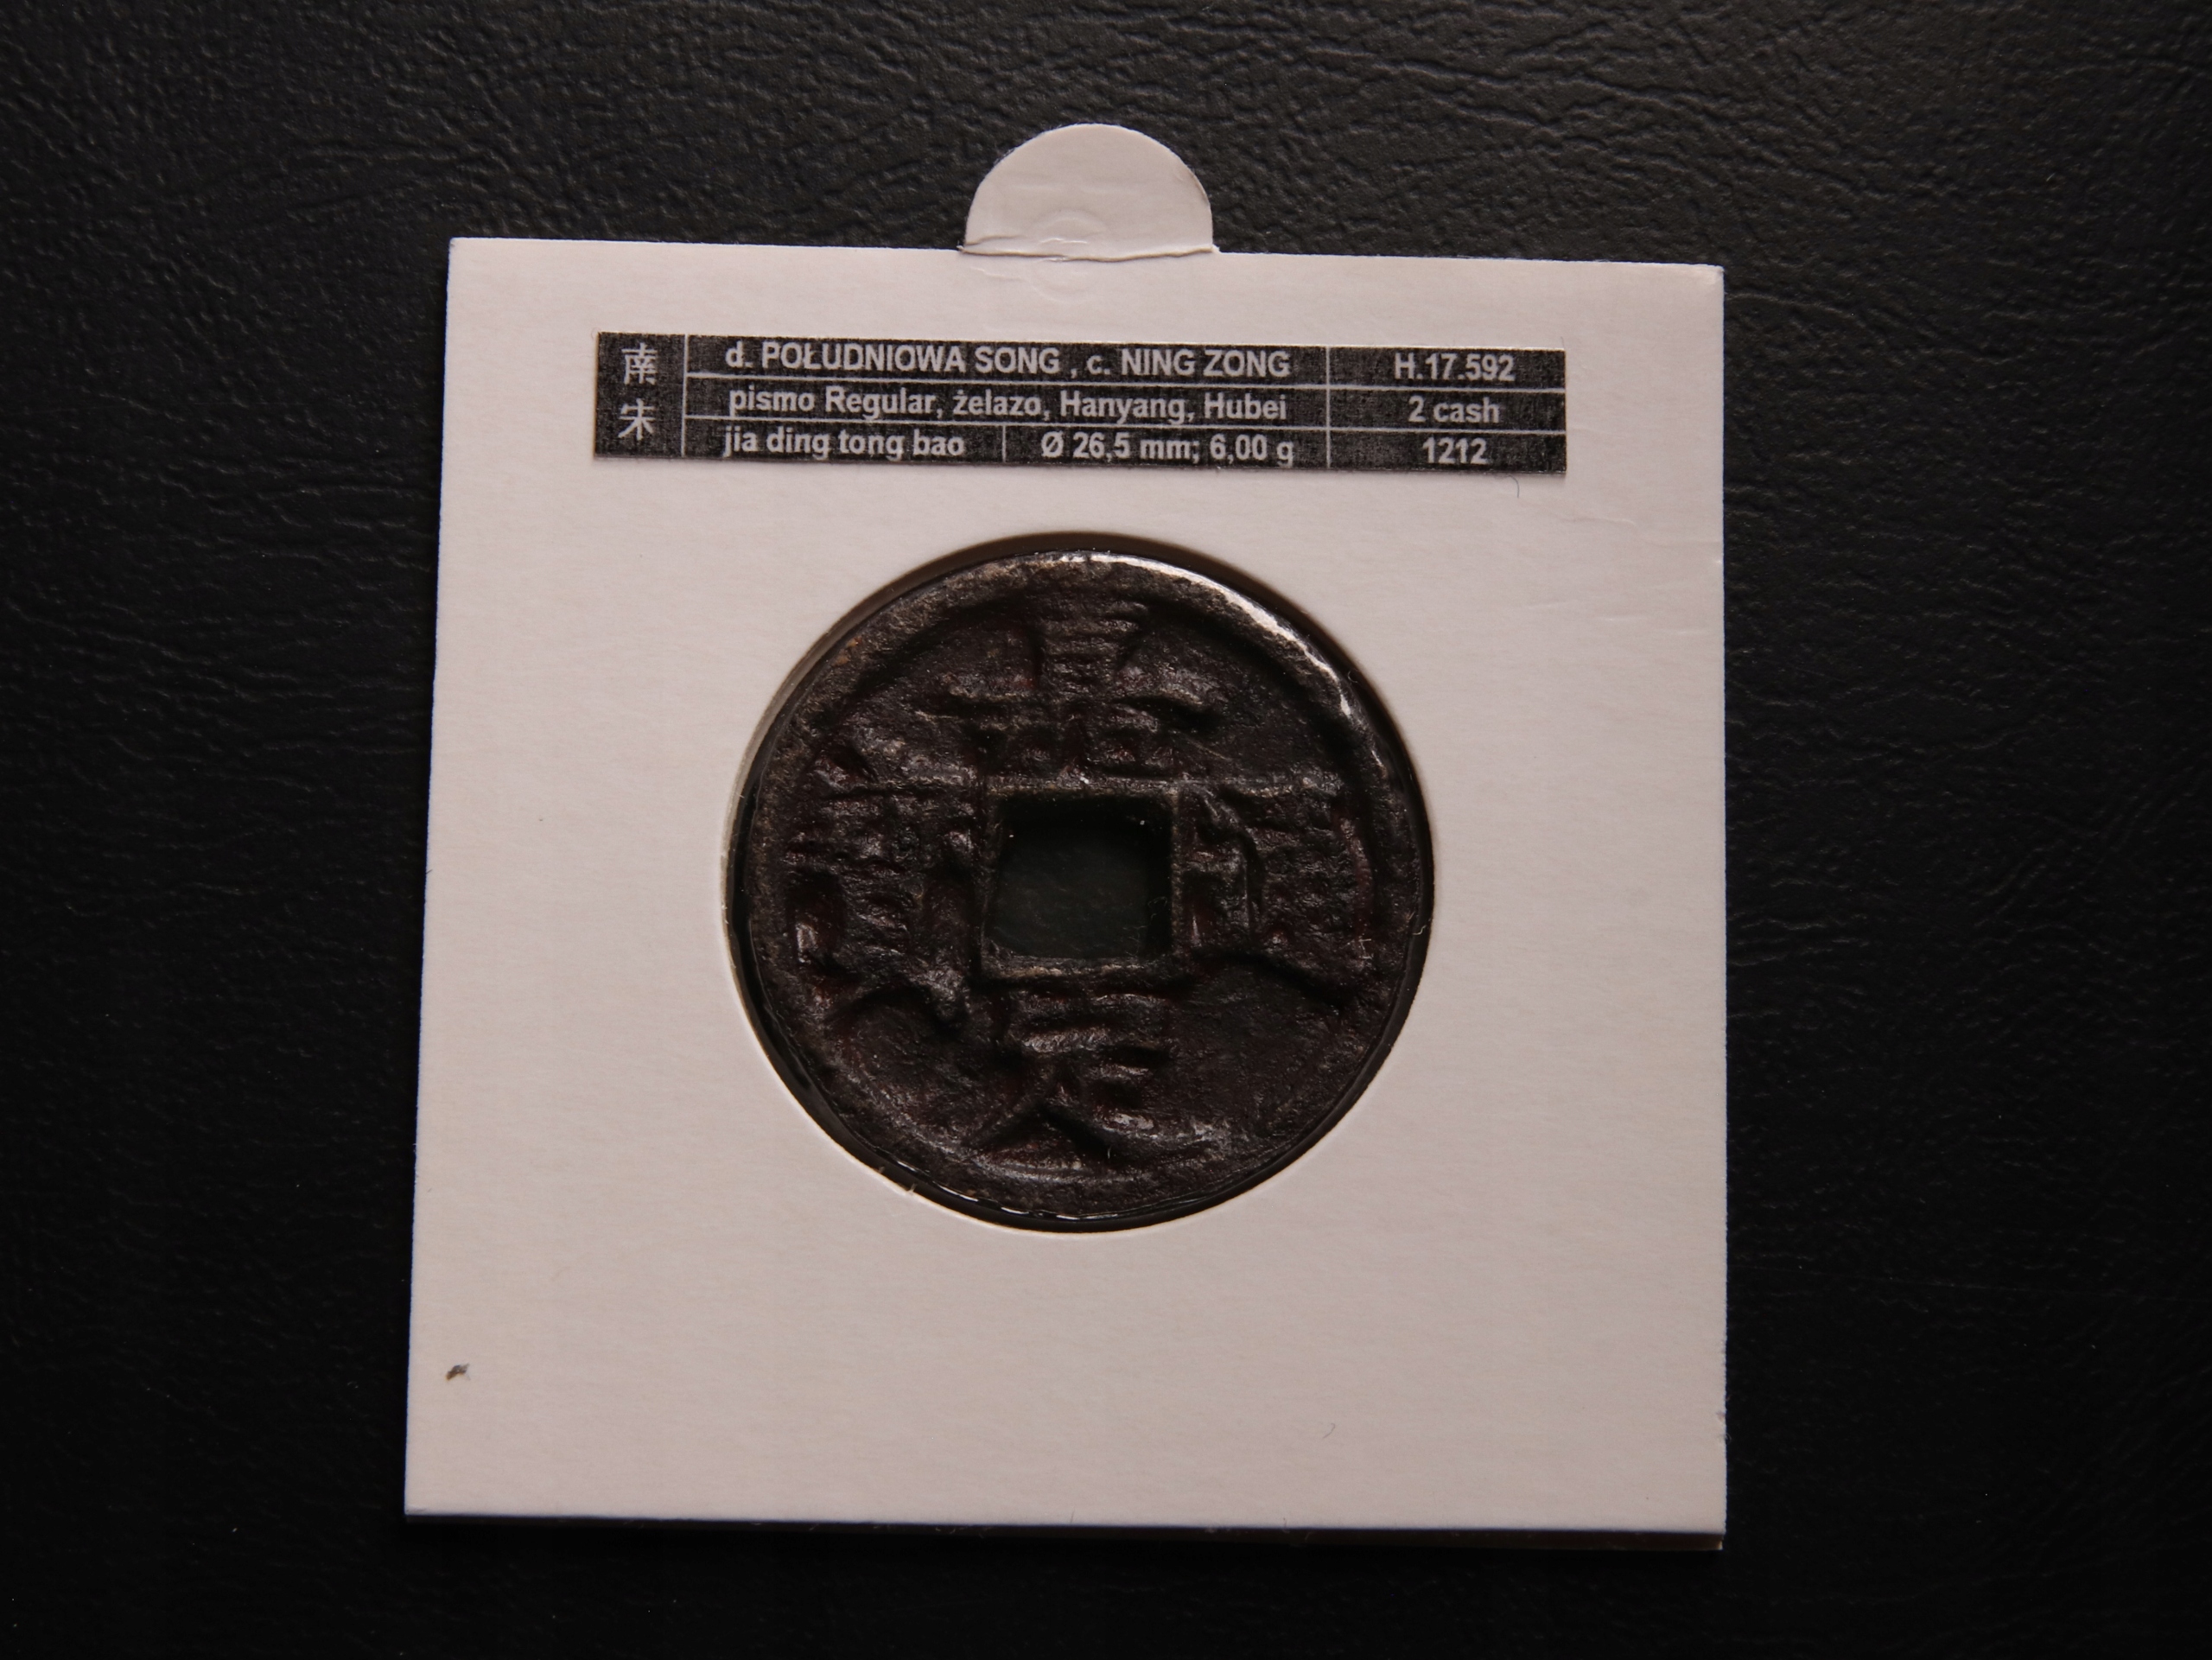 南宋
d. POŁUDNIOWA SONG , c. NING ZONG H.17.592
pismo Regular, żelazo, Hanyang, Hubei 2 cash
jia ding tong bao Ø 26,5 mm; 6,00 g 1212
嘉
寶 通
定